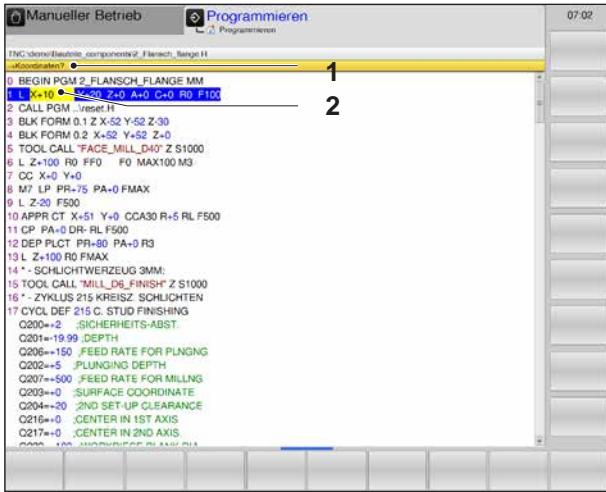 Manueller Betrieb
Programmieren
Programmieren
07:02
TNC:\demo\Bauteile_components\2_Flansch_flange.H
→Koordinaten?
1
0 BEGIN PGM 2_FLANSCH_FLANGE MM
1 L X+10 Y+20 Z+0 A+0 C+0 R0 F100
2
2 CALL PGM ..\reset.H
3 BLK FORM 0.1 Z X-52 Y-52 Z-30
4 BLK FORM 0.2 X+52 Y+52 Z+0
5 TOOL CALL "FACE_MILL_D40" Z S1000
6 L Z+100 R0 FF0 F0 MAX100 M3
7 CC X+0 Y+0
8 M7 LP PR+75 PA+0 FMAX
9 L Z-20 F500
10 APPR CT X+51 Y+0 CCA30 R+5 RL F500
11 CP PA+0 DR- RL F500
12 DEP PLCT PR+80 PA+0 R3
13 L Z+100 R0 FMAX
14 * - SCHLICHTWERZEUG 3MM:
15 TOOL CALL "MILL_D6_FINISH" Z S1000
16 * - ZYKLUS 215 KREISZ. SCHLICHTEN
17 CYCL DEF 215 C. STUD FINISHING
Q200=+2 ;SICHERHEITS-ABST.
Q201=-19.99 ;DEPTH
Q206=+150 ;FEED RATE FOR PLNGNG
Q202=+5 ;PLUNGING DEPTH
Q207=+500 ;FEED RATE FOR MILLNG
Q203=+0 ;SURFACE COORDINATE
Q204=+20 ;2ND SET-UP CLEARANCE
Q216=+0 ;CENTER IN 1ST AXIS
Q217=+0 ;CENTER IN 2ND AXIS